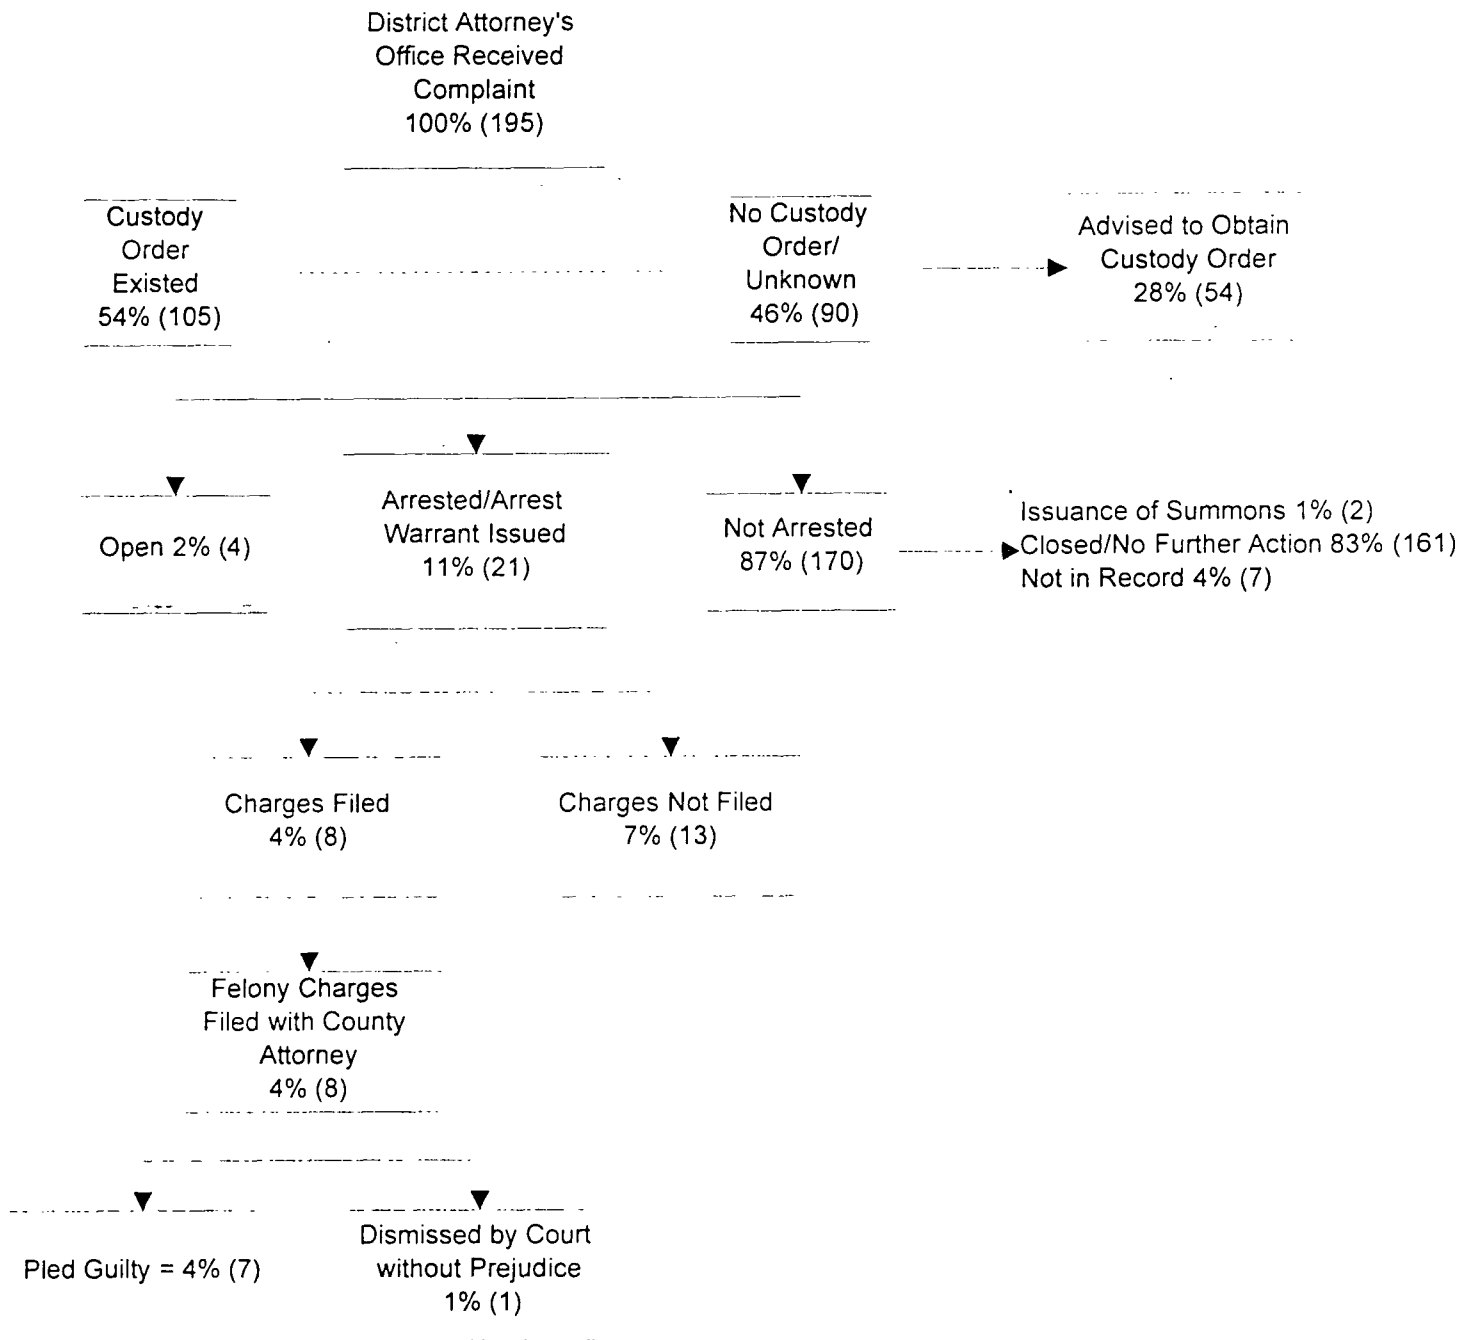 District Attorney's
Office Received
Complaint
100% (195)
Custody
Order
Existed
54% (105)
No Custody
Order/
Unknown
46% (90)
Advised to Obtain
Custody Order
28% (54)
Open 2% (4)
Arrested/Arrest
Warrant Issued
11% (21)
Not Arrested
87% (170)
Issuance of Summons 1% (2)
Closed/No Further Action 83% (161)
Not in Record 4% (7)
Charges Filed
4% (8)
Charges Not Filed
7% (13)
Felony Charges
Filed with County
Attorney
4% (8)
Pled Guilty = 4% (7)
Dismissed by Court
without Prejudice
1% (1)